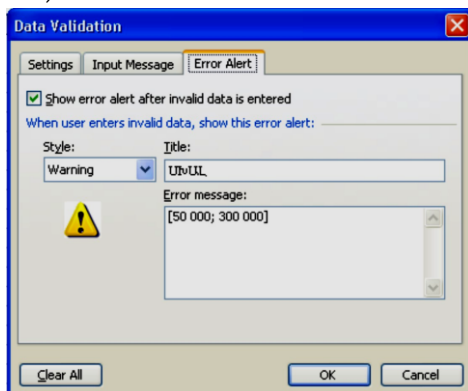 Data Validation
Settings
Input Message
Error Alert
Show error alert after invalid data is entered
When user enters invalid data, show this error alert:
Style:
Title:
Warning
ՍԽԱԼ
Error message:
[50 000; 300 000]
Clear All
OK
Cancel